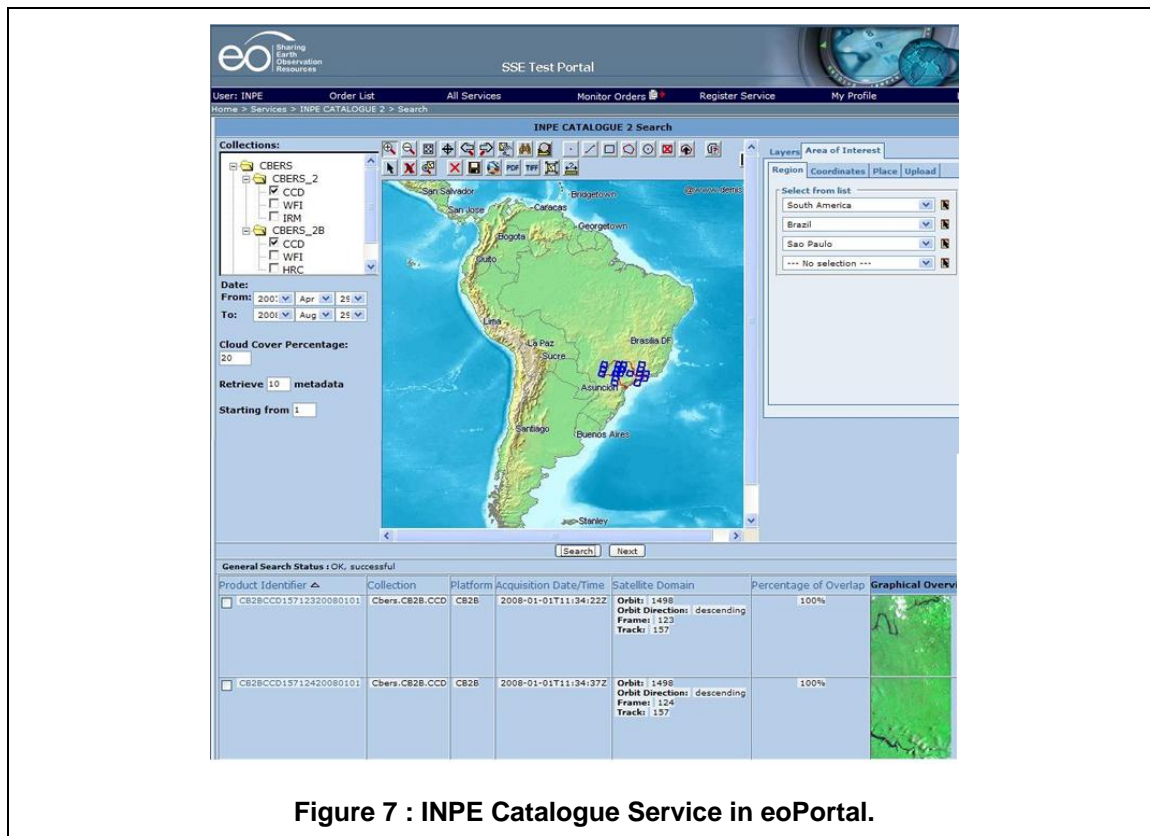 eo Sharing
Earth
Observation
Resources
SSE Test Portal
User: INPE Order List All Services Monitor Orders Register Service My Profile
Home > Services > INPE CATALOGUE 2 > Search
INPE CATALOGUE 2 Search
Collections:
CBERS
CBERS_2
CCD
WFI
IRM
CBERS_2B
CCD
WFI
HRC
Date:
From: Apr
To: Aug
Cloud Cover Percentage:
20
Retrieve 10 metadata
Starting from 1
PDF TIFF
San Salvador
Bridgetown
San Jose
Caracas
Georgetown
Bogota
Quito
Lima
La Paz
Brasilia DF
Sucre
Asuncion
Santiago
Buenos Aires
Stanley
Layers Area of Interest
Region Coordinates Place Upload
Select from list
South America
Brazil
Sao Paulo
--- No selection ---
Search Next
General Search Status : OK, successful
Product Identifier Collection Platform Acquisition Date/Time Satellite Domain Percentage of Overlap Graphical Overvi
CB2BCCD15712320080101 Cbers.CB2B.CCD CB2B 2008-01-01T11:34:22Z Orbit: 1498 100%
Orbit Direction: descending
Frame: 123
Track: 157
CB2BCCD15712420080101 Cbers.CB2B.CCD CB2B 2008-01-01T11:34:37Z Orbit: 1498 100%
Orbit Direction: descending
Frame: 124
Track: 157
Figure 7 : INPE Catalogue Service in eoPortal.